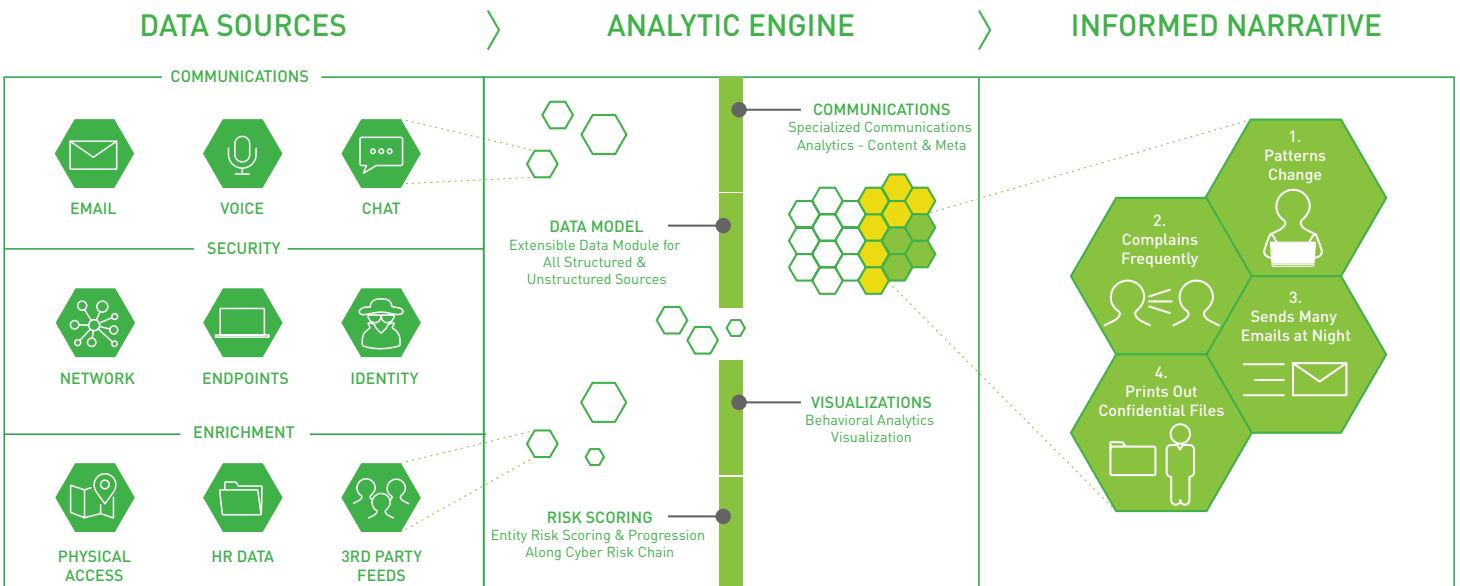 DATA SOURCES
ANALYTIC ENGINE
INFORMED NARRATIVE
COMMUNICATIONS
EMAIL
VOICE
CHAT
SECURITY
NETWORK
ENDPOINTS
IDENTITY
ENRICHMENT
PHYSICAL
ACCESS
HR DATA
3RD PARTY
FEEDS
COMMUNICATIONS
Specialized Communications
Analytics - Content & Meta
DATA MODEL
Extensible Data Module for
All Structured &
Unstructured Sources
VISUALIZATIONS
Behavioral Analytics
Visualization
RISK SCORING
Entity Risk Scoring & Progression
Along Cyber Risk Chain
1.
Patterns
Change
2.
Complains
Frequently
3.
Sends Many
Emails at Night
4.
Prints Out
Confidential Files